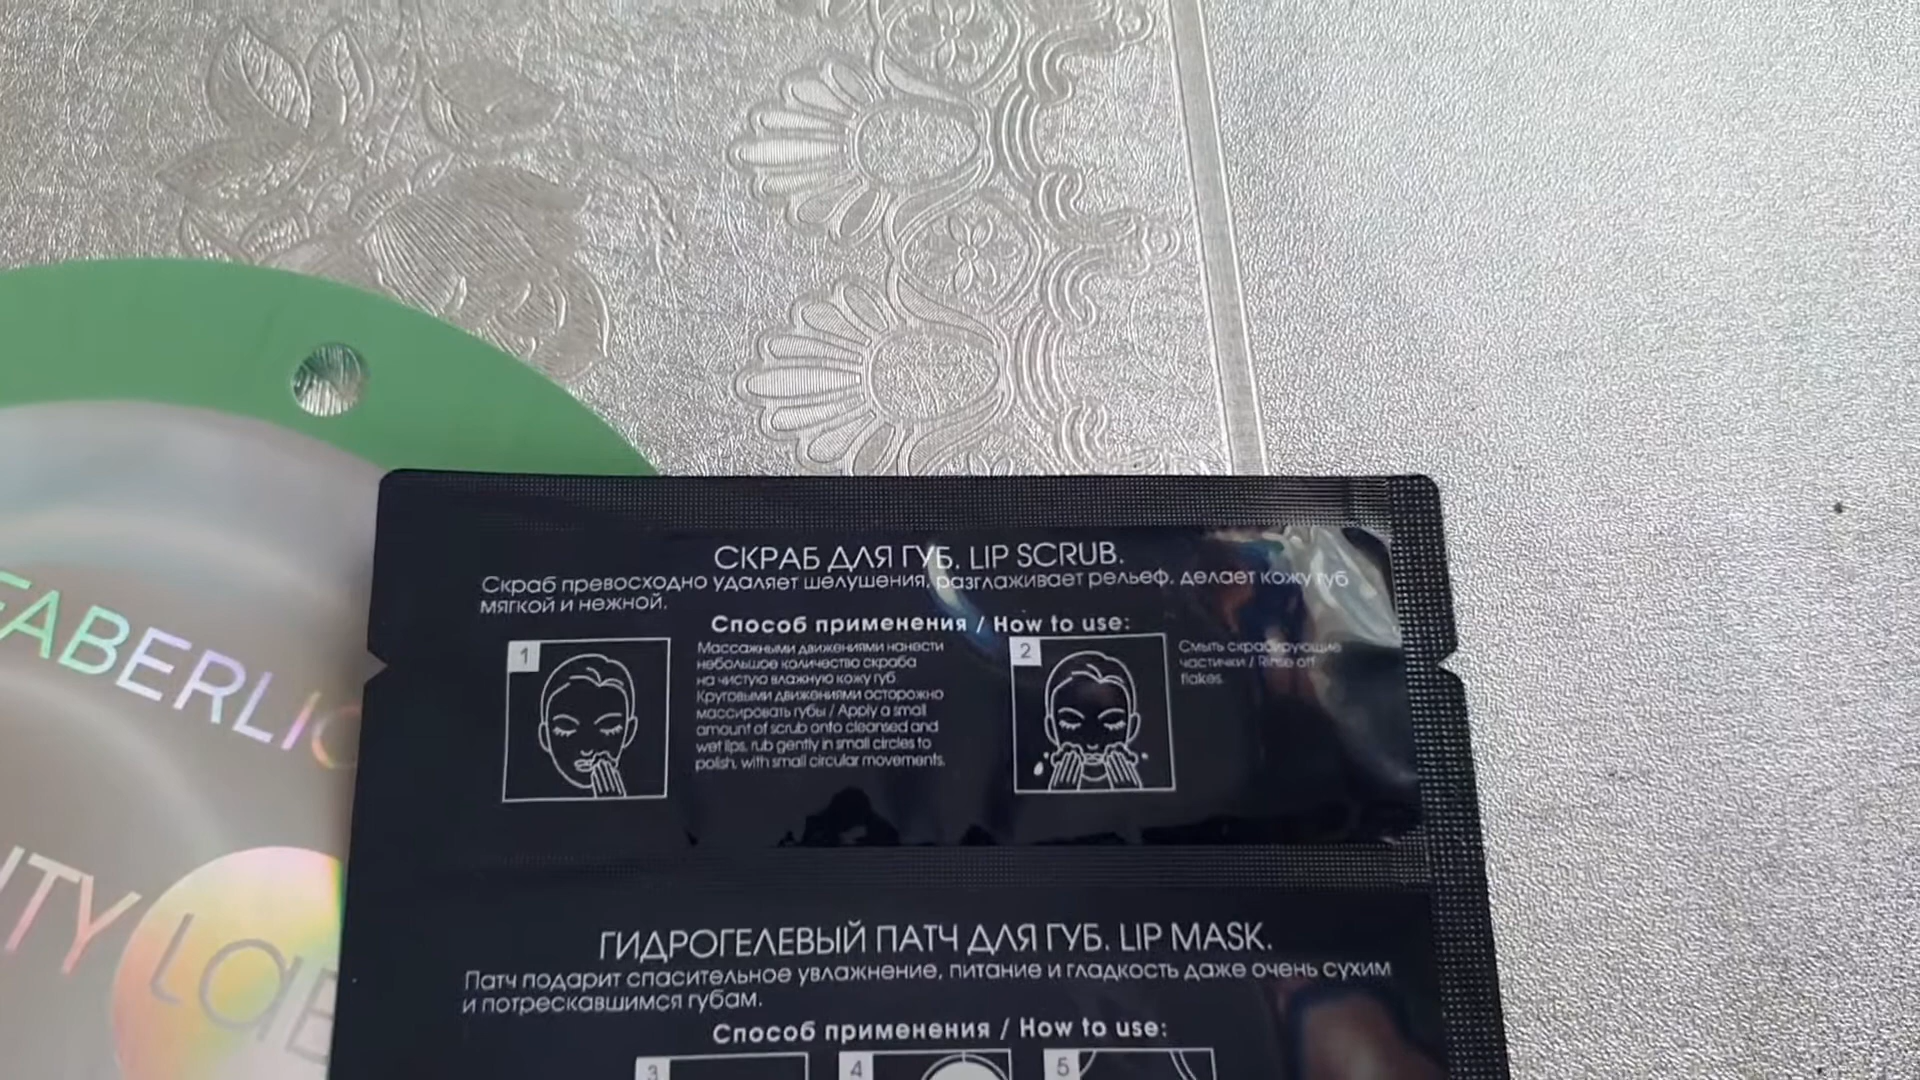 FABERLIC
ITY LAB
СКРАБ ДЛЯ ГУБ. LIP SCRUB.
Скраб превосходно удаляет шелушения, разглаживает рельеф, делает кожу губ
мягкой и нежной.
Способ применения / How to use:
1
Массажными движениями нанести
небольшое количество скраба
на чистую влажную кожу губ.
Круговыми движениями осторожно
массировать губы / Apply a small
amount of scrub onto cleansed and
wet lips, rub gently in small circles to
polish, with small circular movements.
2
Смыть скрабирующие
частички / Rinse off
flakes.
ГИДРОГЕЛЕВЫЙ ПАТЧ ДЛЯ ГУБ. LIP MASK.
Патч подарит спасительное увлажнение, питание и гладкость даже очень сухим
и потрескавшимся губам.
Способ применения / How to use:
3
4
5